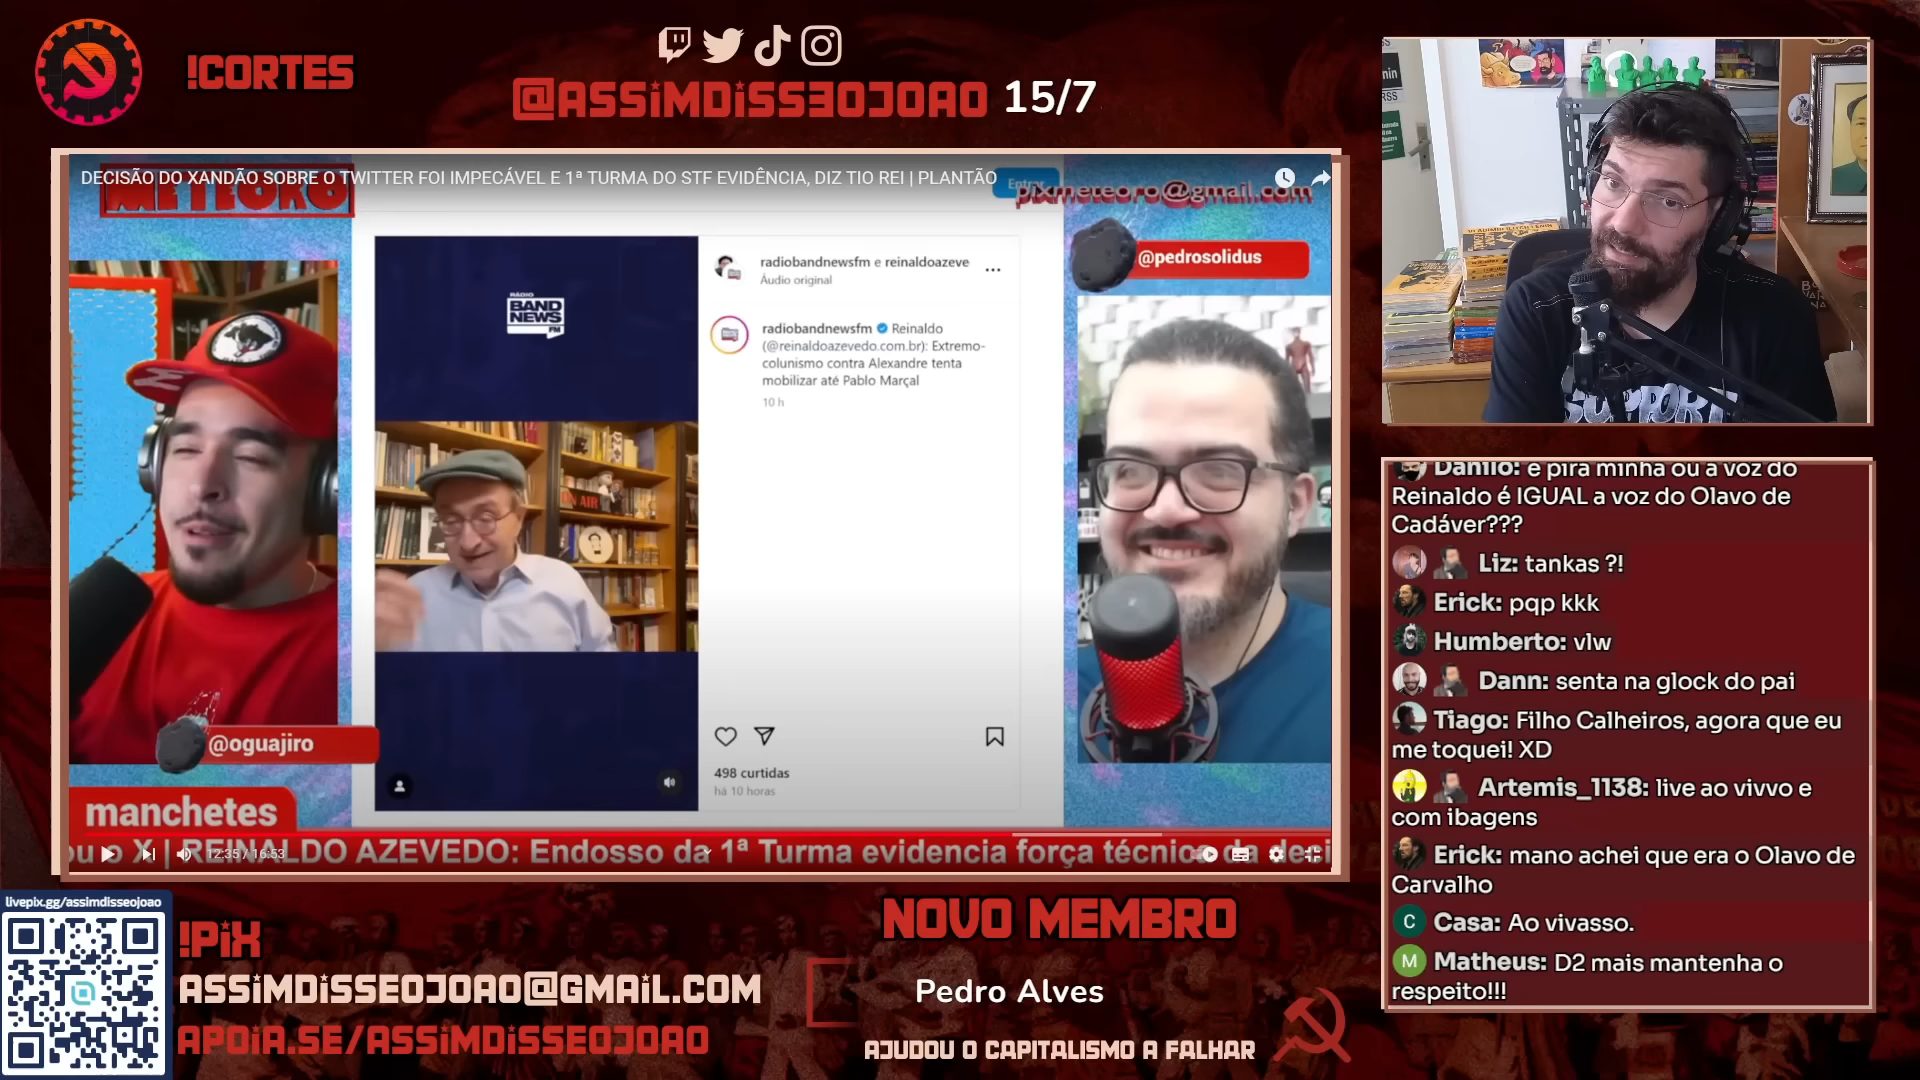 !CORTES
@ASSIMDISSEOJOAO 15/7
DECISÃO DO XANDÃO SOBRE O TWITTER FOI IMPECÁVEL E 1ª TURMA DO STF EVIDÊNCIA, DIZ TIO REI | PLANTÃO
METEORO
pixmeteoro@gmail.com
@pedrosolidus
radiobandnewsfm e reinaldoazeve
Áudio original
RÁDIO
BAND
NEWS
FM
radiobandnewsfm Reinaldo
(@reinaldoazevedo.com.br): Extremo-
colunismo contra Alexandre tenta
mobilizar até Pablo Marçal
10 h
ON AIR
@oguajiro
498 curtidas
há 10 horas
manchetes
ou o X | REINALDO AZEVEDO: Endosso da 1ª Turma evidencia força técnica da deci
12:35 / 16:53
SUPPORT
Danilo: e pira minha ou a voz do
Reinaldo é IGUAL a voz do Olavo de
Cadáver???
Liz: tankas ?!
Erick: pqp kkk
Humberto: vlw
Dann: senta na glock do pai
Tiago: Filho Calheiros, agora que eu
me toquei! XD
Artemis_1138: live ao vivvo e
com ibagens
Erick: mano achei que era o Olavo de
Carvalho
C Casa: Ao vivasso.
M Matheus: D2 mais mantenha o
respeito!!!
livepix.gg/assimdisseojoao
!PIX
ASSIMDISSEOJOAO@GMAIL.COM
APOIA.SE/ASSIMDISSEOJOAO
NOVO MEMBRO
Pedro Alves
AJUDOU O CAPITALISMO A FALHAR